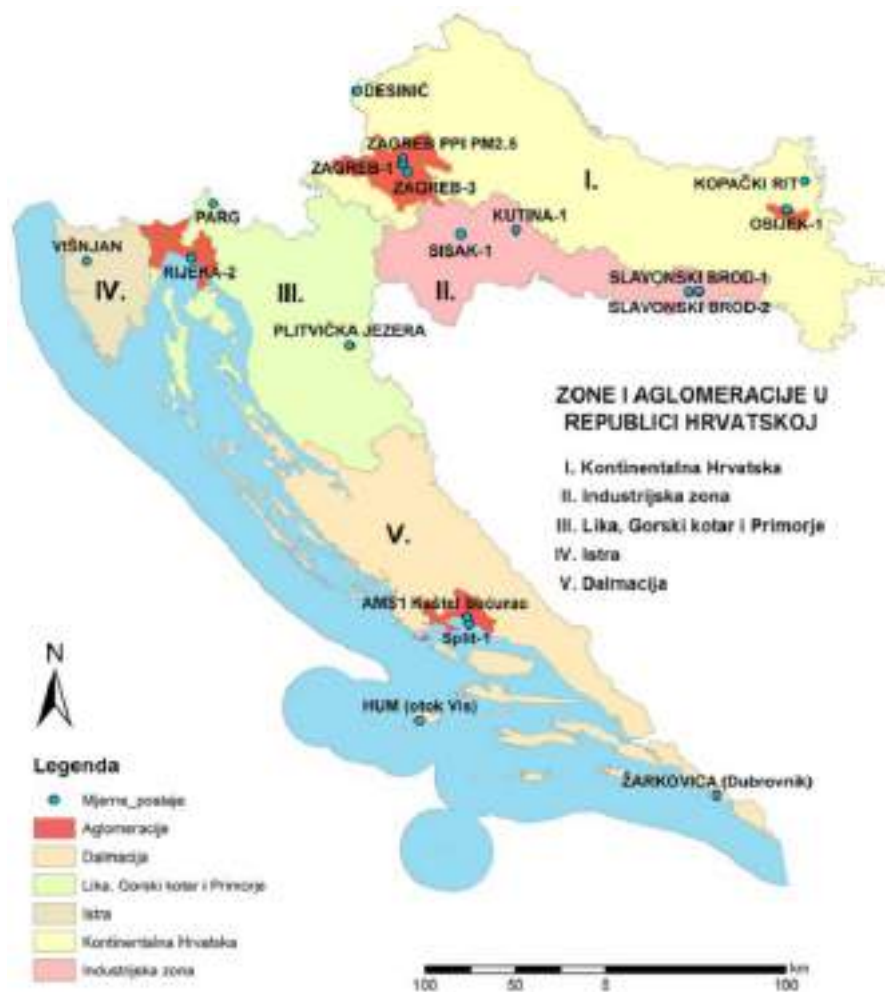 DESINIĆ
ZAGREB PPI PM2.5
ZAGREB-1
ZAGREB-3
I.
KOPAČKI RIT
OSIJEK-1
PARG
KUTINA-1
SISAK-1
VIŠNJAN
RIJEKA-2
IV.
III.
II.
SLAVONSKI BROD-1
SLAVONSKI BROD-2
PLITVIČKA JEZERA
ZONE I AGLOMERACIJE U
REPUBLICI HRVATSKOJ
I. Kontinentalna Hrvatska
II. Industrijska zona
III. Lika, Gorski kotar i Primorje
IV. Istra
V. Dalmacija
V.
AMS1 Kaštel Sućurac
Split-1
N
HUM (otok Vis)
ŽARKOVICA (Dubrovnik)
Legenda
Mjerne_postaje
Aglomeracije
Dalmacija
Lika, Gorski kotar i Primorje
Istra
Kontinentalna Hrvatska
Industrijska zona
km
100 50 0 100